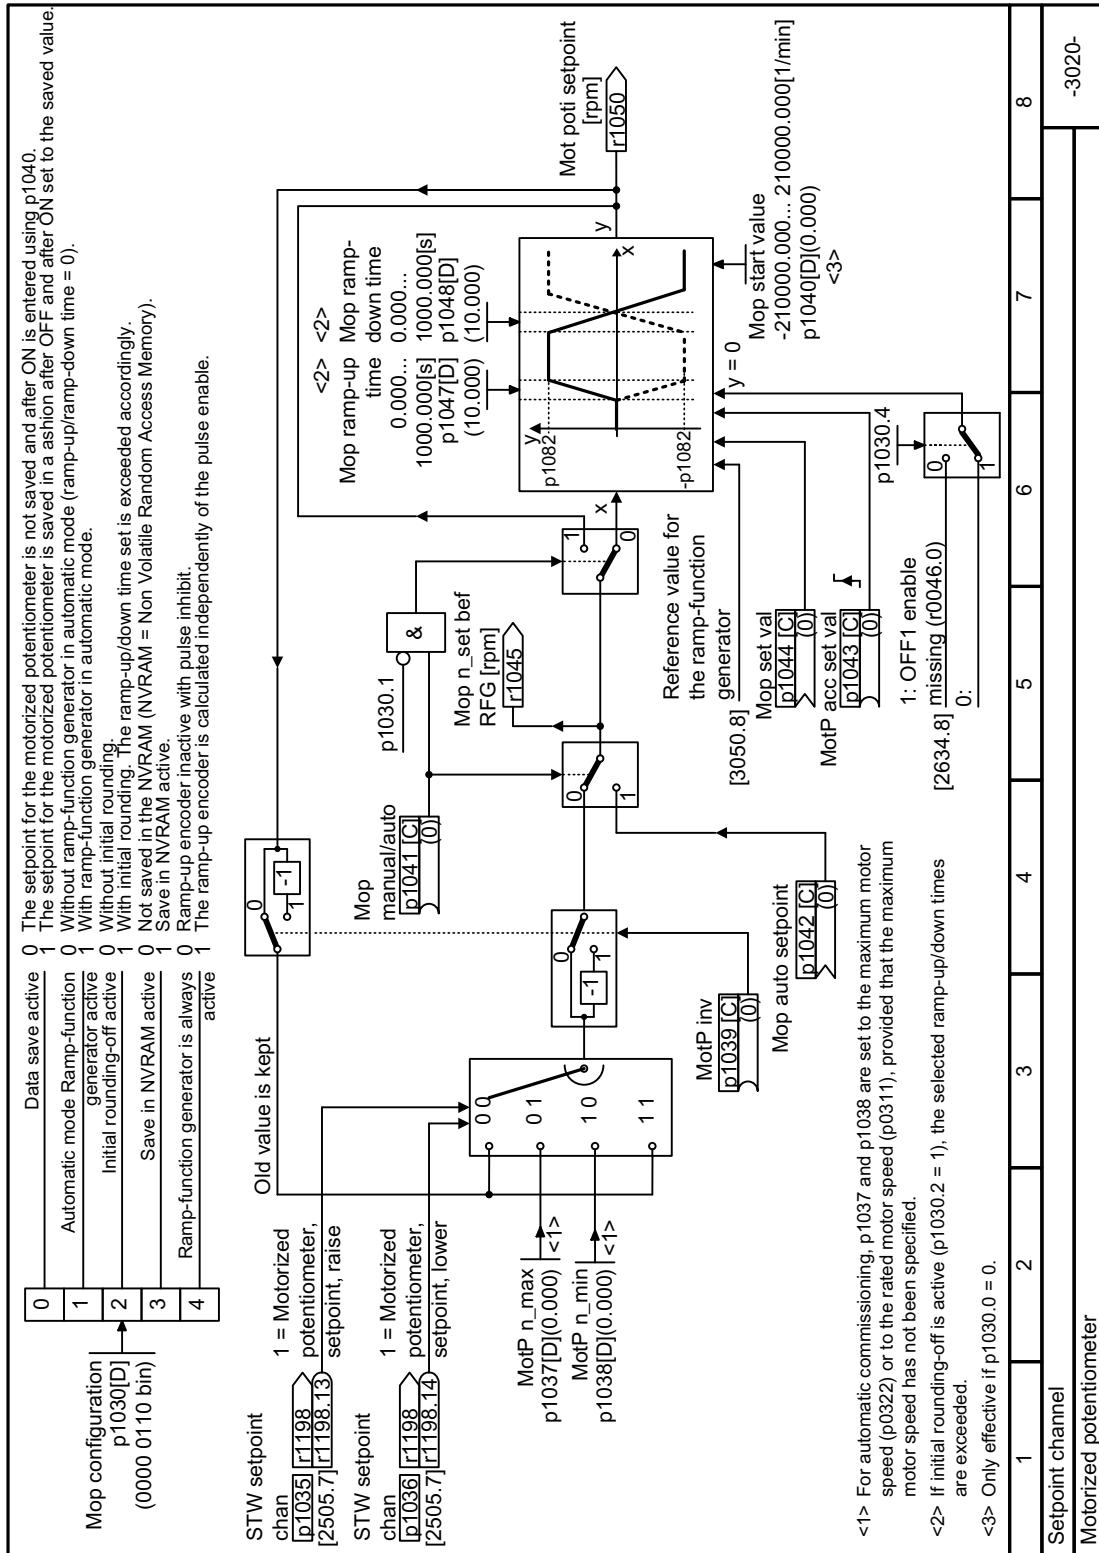 Mop configuration
p1030[D]
(0000 0110 bin)
0
1
2
3
4
Data save active
0 The setpoint for the motorized potentiometer is not saved and after ON is entered using p1040.
1 The setpoint for the motorized potentiometer is saved in a ashion after OFF and after ON set to the saved value.
Automatic mode Ramp-function
generator active
0 Without ramp-function generator in automatic mode (ramp-up/ramp-down time = 0).
1 With ramp-function generator in automatic mode.
Initial rounding-off active
0 Without initial rounding.
1 With initial rounding. The ramp-up/down time set is exceeded accordingly.
Save in NVRAM active
0 Not saved in the NVRAM (NVRAM = Non Volatile Random Access Memory).
1 Save in NVRAM active.
Ramp-function generator is always
active
0 Ramp-up encoder inactive with pulse inhibit.
1 The ramp-up encoder is calculated independently of the pulse enable.
STW setpoint
chan
p1035 r1198
[2505.7] r1198.13
1 = Motorized
potentiometer,
setpoint, raise
STW setpoint
chan
p1036 r1198
[2505.7] r1198.14
1 = Motorized
potentiometer,
setpoint, lower
Old value is kept
0 0
0 1
1 0
1 1
MotP n_max
p1037[D](0.000) <1>
MotP n_min
p1038[D](0.000) <1>
0
1
-1
0
1
-1
MotP inv
p1039 [C]
(0)
Mop
manual/auto
p1041 [C]
(0)
Mop auto setpoint
p1042 [C]
(0)
p1030.1
&
0
1
Mop n_set bef
RFG [rpm]
r1045
1
0
x
Mop ramp-up
time
0.000...
1000.000[s]
p1047[D]
(10.000)
<2>
Mop ramp-
down time
0.000...
1000.000[s]
p1048[D]
(10.000)
<2>
y
p1082
-p1082
x
y
Mot poti setpoint
[rpm]
r1050
Reference value for
the ramp-function
generator
[3050.8]
Mop set val
p1044 [C]
(0)
MotP acc set val
p1043 [C]
(0)
1: OFF1 enable
missing (r0046.0)
[2634.8]
0:
p1030.4
0
1
y = 0
Mop start value
-210000.000... 210000.000[1/min]
p1040[D](0.000)
<3>
<1> For automatic commissioning, p1037 and p1038 are set to the maximum motor
speed (p0322) or to the rated motor speed (p0311), provided that the maximum
motor speed has not been specified.
<2> If initial rounding-off is active (p1030.2 = 1), the selected ramp-up/down times
are exceeded.
<3> Only effective if p1030.0 = 0.
1 2 3 4 5 6 7 8
Setpoint channel
Motorized potentiometer
-3020-